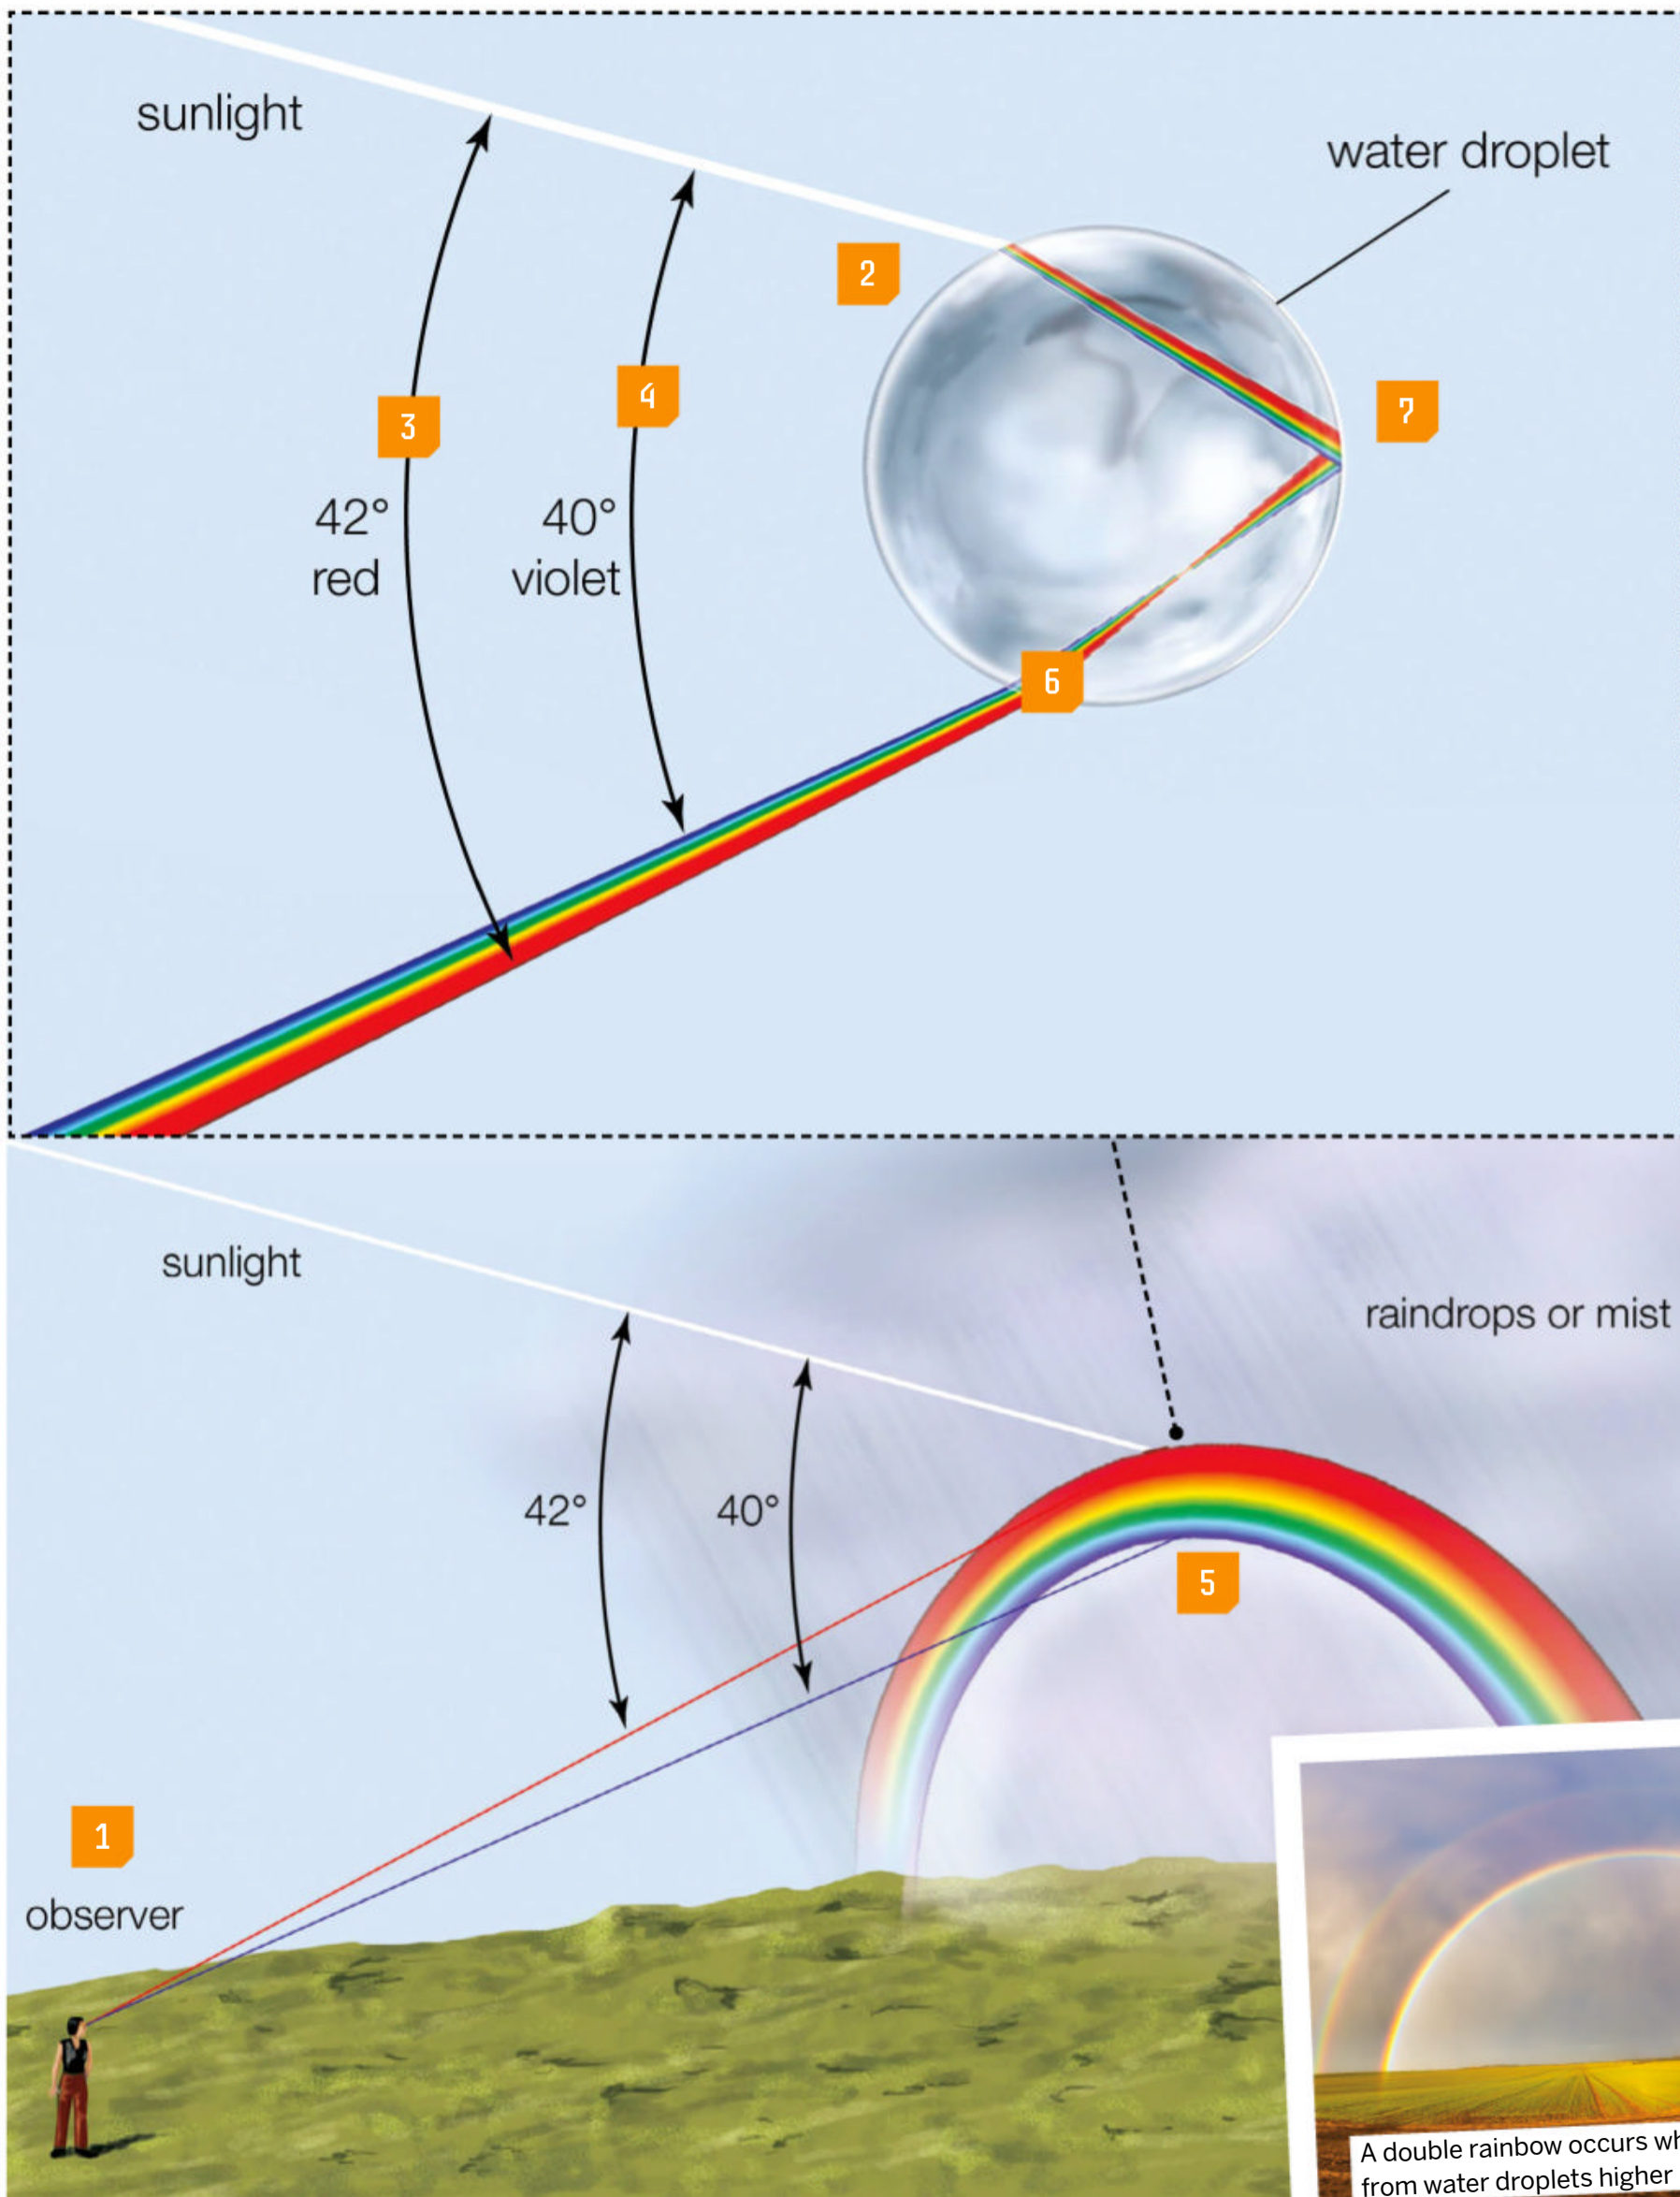 sunlight
water droplet
2
3
4
7
42°
red
40°
violet
6
sunlight
raindrops or mist
42°
40°
5
1
observer
A double rainbow occurs
from water droplets higher